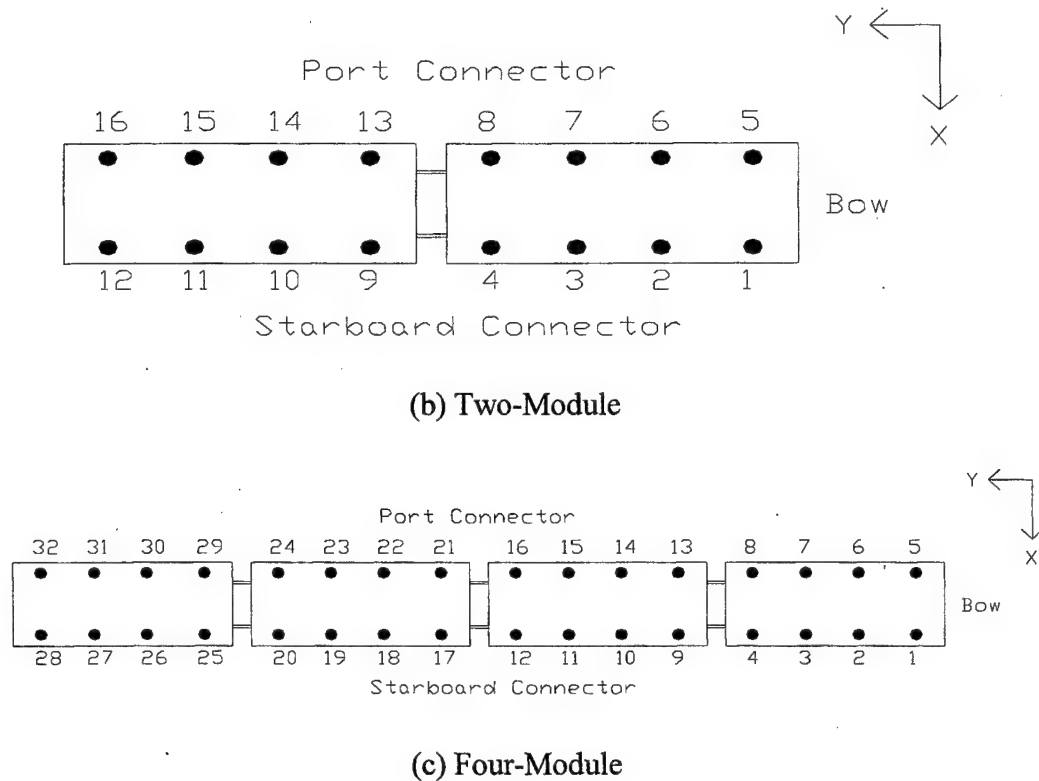 Y
X
Port Connector
16 15 14 13 8 7 6 5
Bow
12 11 10 9 4 3 2 1
Starboard Connector
(b) Two-Module
Y
X
Port Connector
32 31 30 29 24 23 22 21 16 15 14 13 8 7 6 5
Bow
28 27 26 25 20 19 18 17 12 11 10 9 4 3 2 1
Starboard Connector
(c) Four-Module